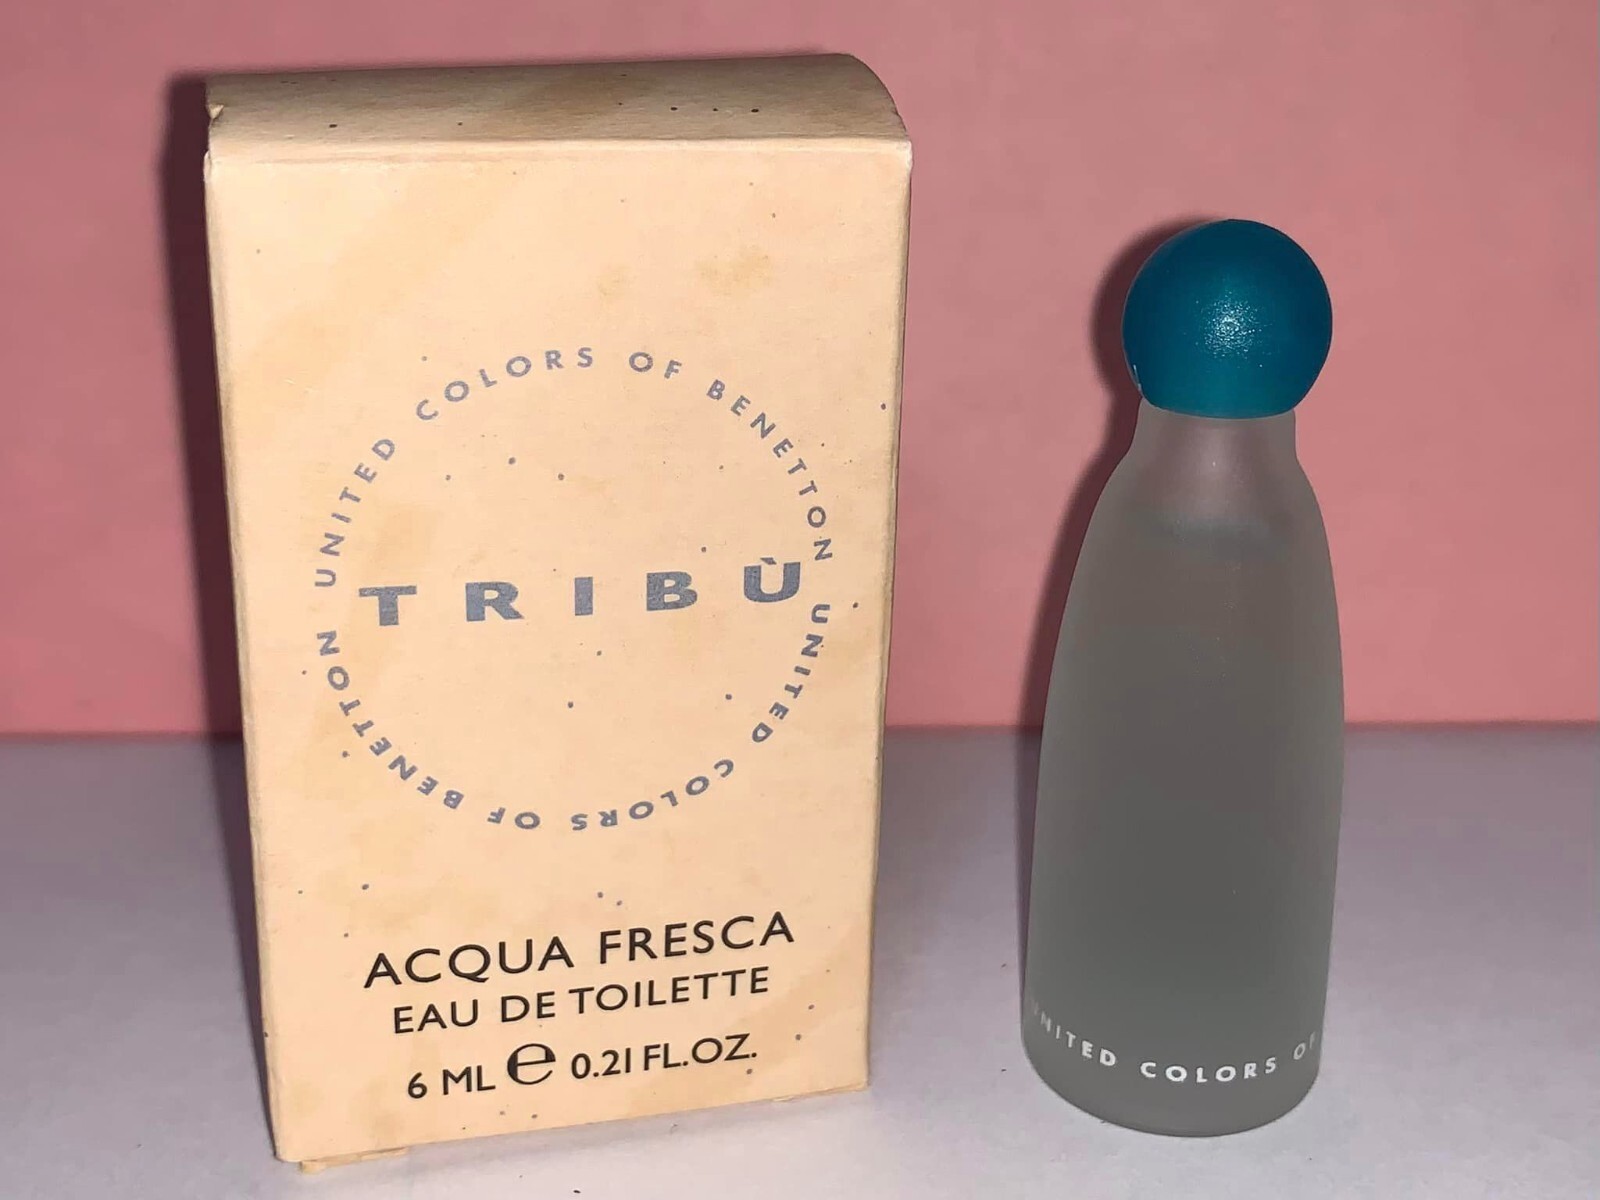 UNITED COLORS OF BENETTON UNITED COLORS OF BENETTON
TRIBÙ
ACQUA FRESCA
EAU DE TOILETTE
6 ML ℮ 0.21 FL.OZ.
UNITED COLORS OF